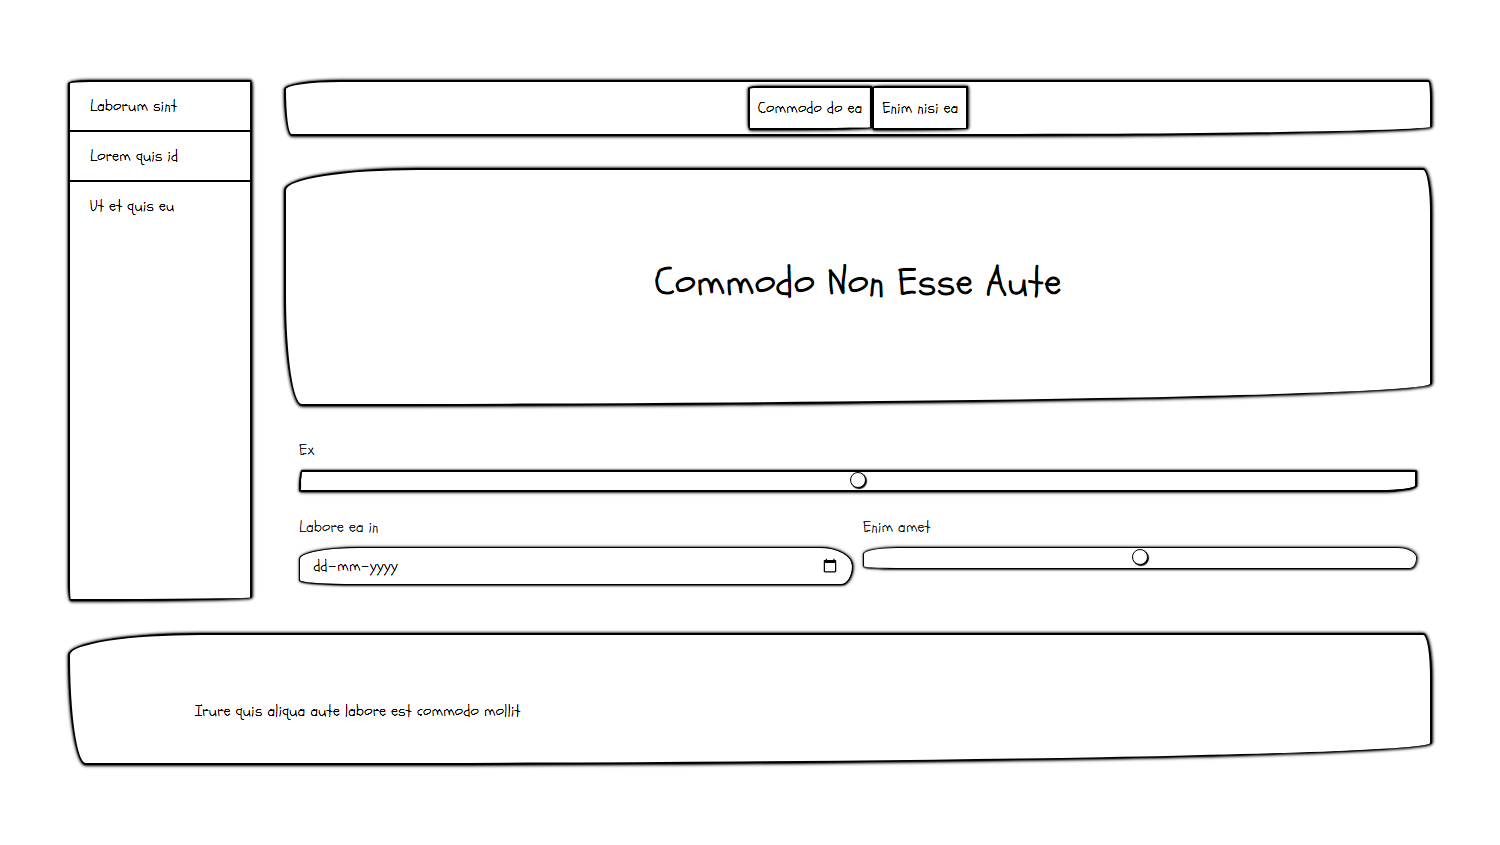 Laborum sint
Lorem quis id
Ut et quis eu
Commodo do ea
Enim nisi ea
Commodo Non Esse Aute
Ex
Labore ea in
dd-mm-yyyy
Enim amet
Irure quis aliqua aute labore est commodo mollit